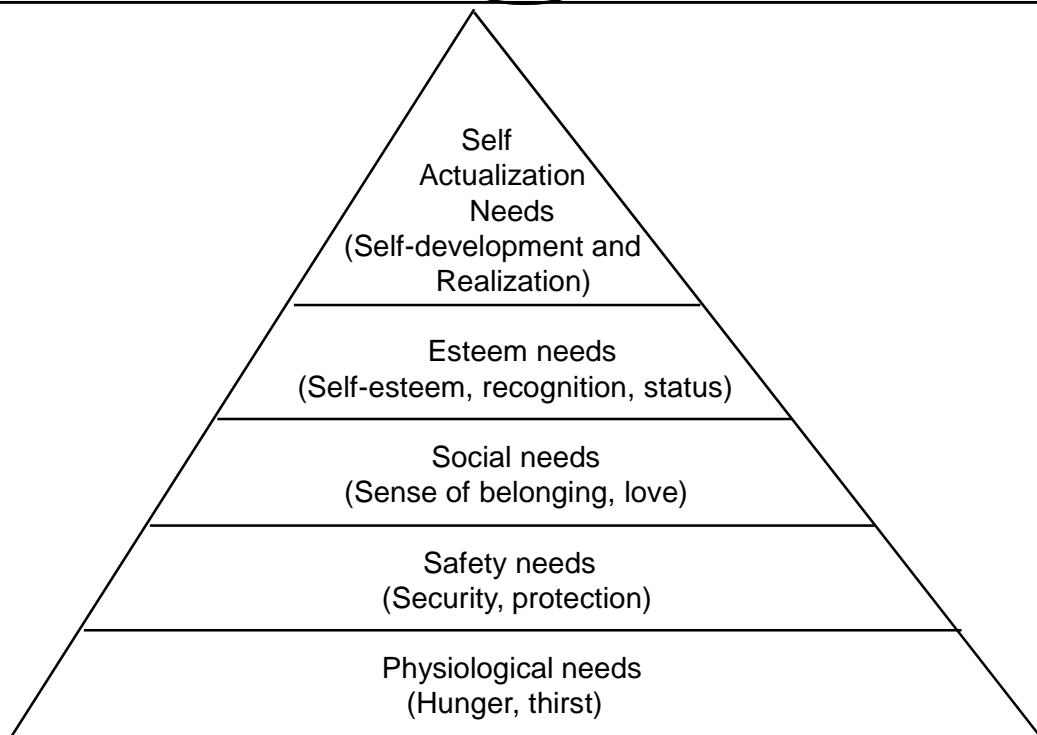 Self
Actualization
Needs
(Self-development and
Realization)
Esteem needs
(Self-esteem, recognition, status)
Social needs
(Sense of belonging, love)
Safety needs
(Security, protection)
Physiological needs
(Hunger, thirst)